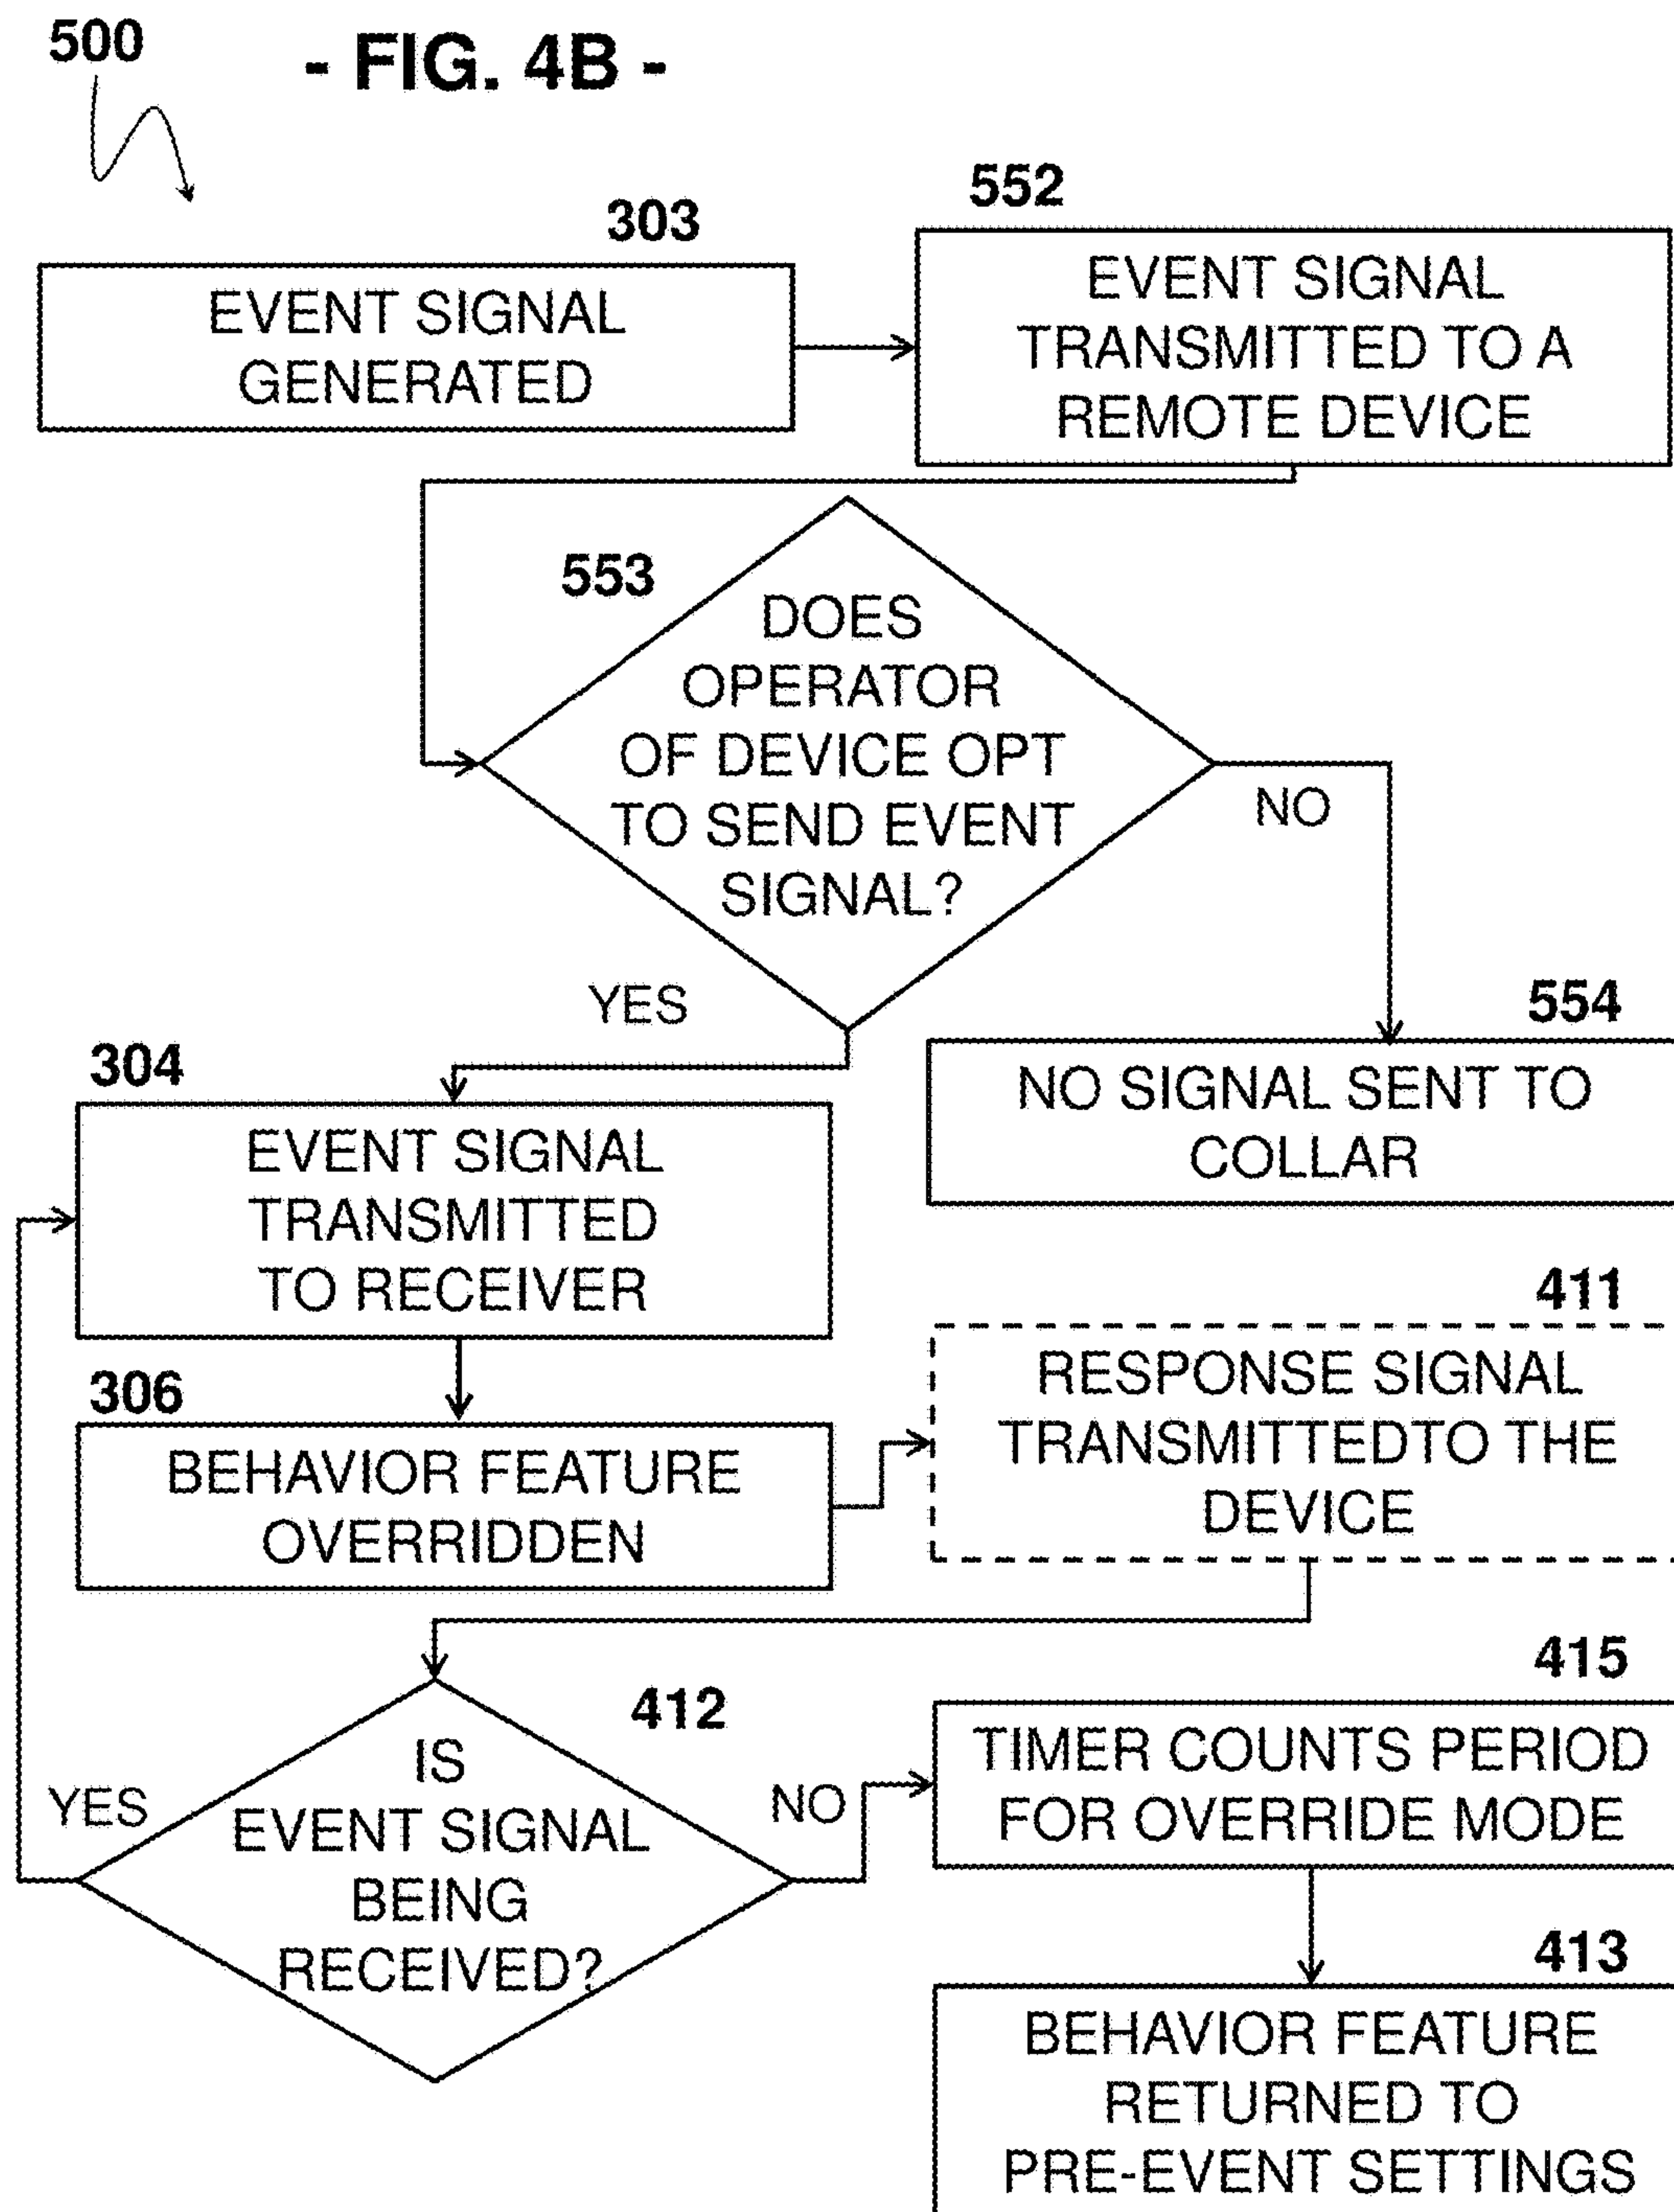 500
- FIG. 4B -
303
EVENT SIGNAL
GENERATED
552
EVENT SIGNAL
TRANSMITTED TO A
REMOTE DEVICE
553
DOES
OPERATOR
OF DEVICE OPT
TO SEND EVENT
SIGNAL?
NO
YES
554
NO SIGNAL SENT TO
COLLAR
304
EVENT SIGNAL
TRANSMITTED
TO RECEIVER
306
BEHAVIOR FEATURE
OVERRIDDEN
411
RESPONSE SIGNAL
TRANSMITTEDTO THE
DEVICE
412
IS
EVENT SIGNAL
BEING
RECEIVED?
YES
NO
415
TIMER COUNTS PERIOD
FOR OVERRIDE MODE
413
BEHAVIOR FEATURE
RETURNED TO
PRE-EVENT SETTINGS